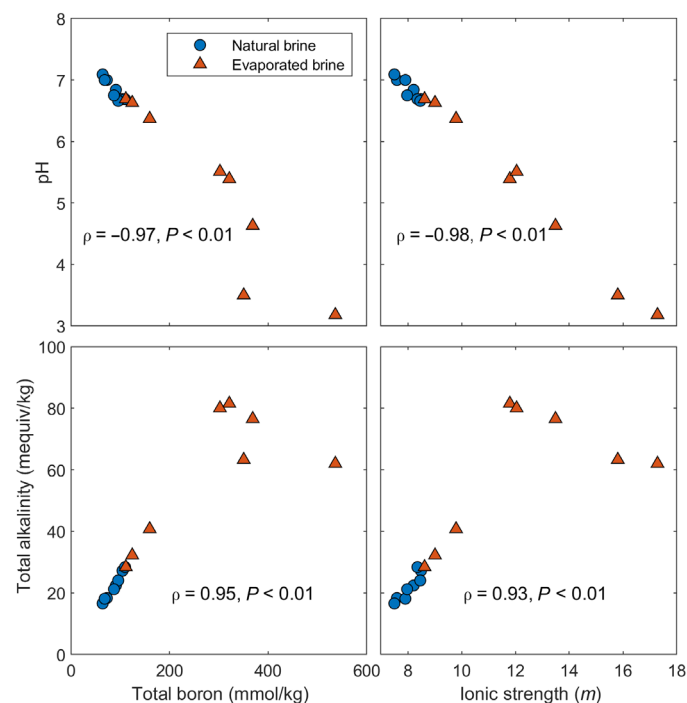 8
7
6
5
4
3
pH
Natural brine
Evaporated brine
ρ = –0.97, P < 0.01
ρ = –0.98, P < 0.01
100
80
60
40
20
0
Total alkalinity (mequiv/kg)
ρ = 0.95, P < 0.01
ρ = 0.93, P < 0.01
0 200 400 600
8 10 12 14 16 18
Total boron (mmol/kg)
Ionic strength (m)